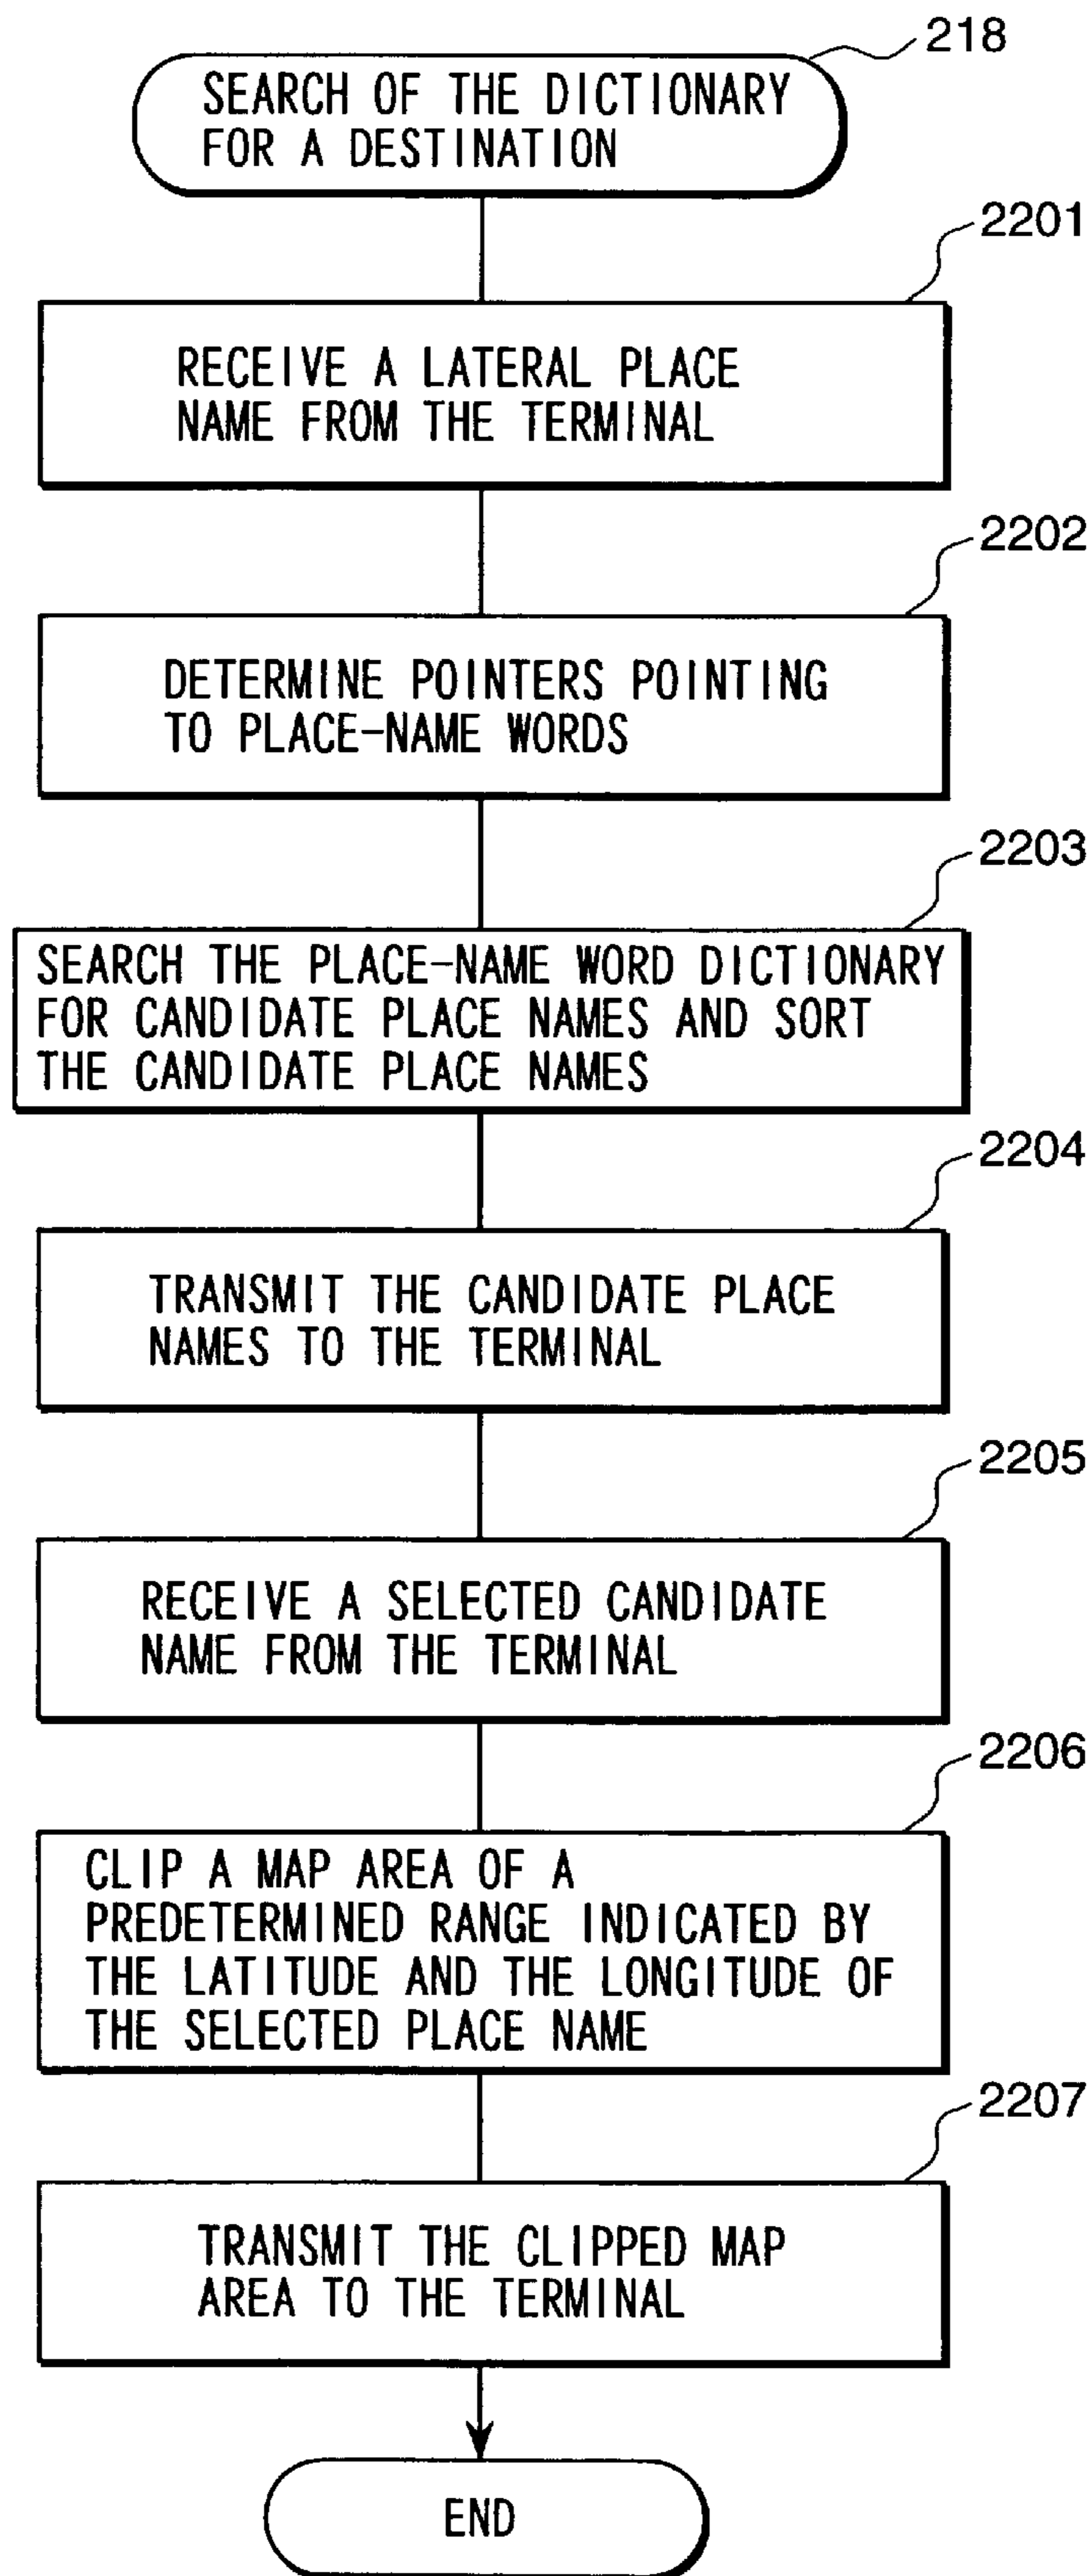 218
SEARCH OF THE DICTIONARY
FOR A DESTINATION
2201
RECEIVE A LATERAL PLACE
NAME FROM THE TERMINAL
2202
DETERMINE POINTERS POINTING
TO PLACE-NAME WORDS
2203
SEARCH THE PLACE-NAME WORD DICTIONARY
FOR CANDIDATE PLACE NAMES AND SORT
THE CANDIDATE PLACE NAMES
2204
TRANSMIT THE CANDIDATE PLACE
NAMES TO THE TERMINAL
2205
RECEIVE A SELECTED CANDIDATE
NAME FROM THE TERMINAL
2206
CLIP A MAP AREA OF A
PREDETERMINED RANGE INDICATED BY
THE LATITUDE AND THE LONGITUDE OF
THE SELECTED PLACE NAME
2207
TRANSMIT THE CLIPPED MAP
AREA TO THE TERMINAL
END